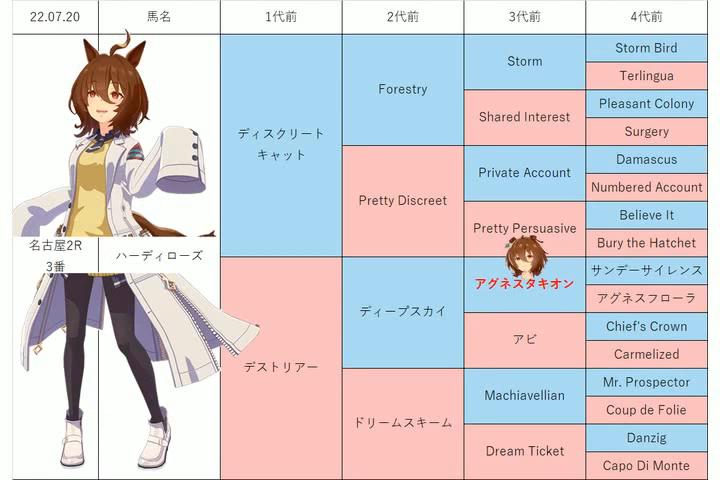 22.07.20
馬名
1代前
2代前
3代前
4代前
名古屋2R
3番
ハーディローズ
ディスクリート
キャット
デストリアー
Forestry
Pretty Discreet
ディープスカイ
ドリームスキーム
Storm
Shared Interest
Private Account
Pretty Persuasive
アグネスタキオン
アビ
Machiavellian
Dream Ticket
Storm Bird
Terlingua
Pleasant Colony
Surgery
Damascus
Numbered Account
Believe It
Bury the Hatchet
サンデーサイレンス
アグネスフローラ
Chief's Crown
Carmelized
Mr. Prospector
Coup de Folie
Danzig
Capo Di Monte